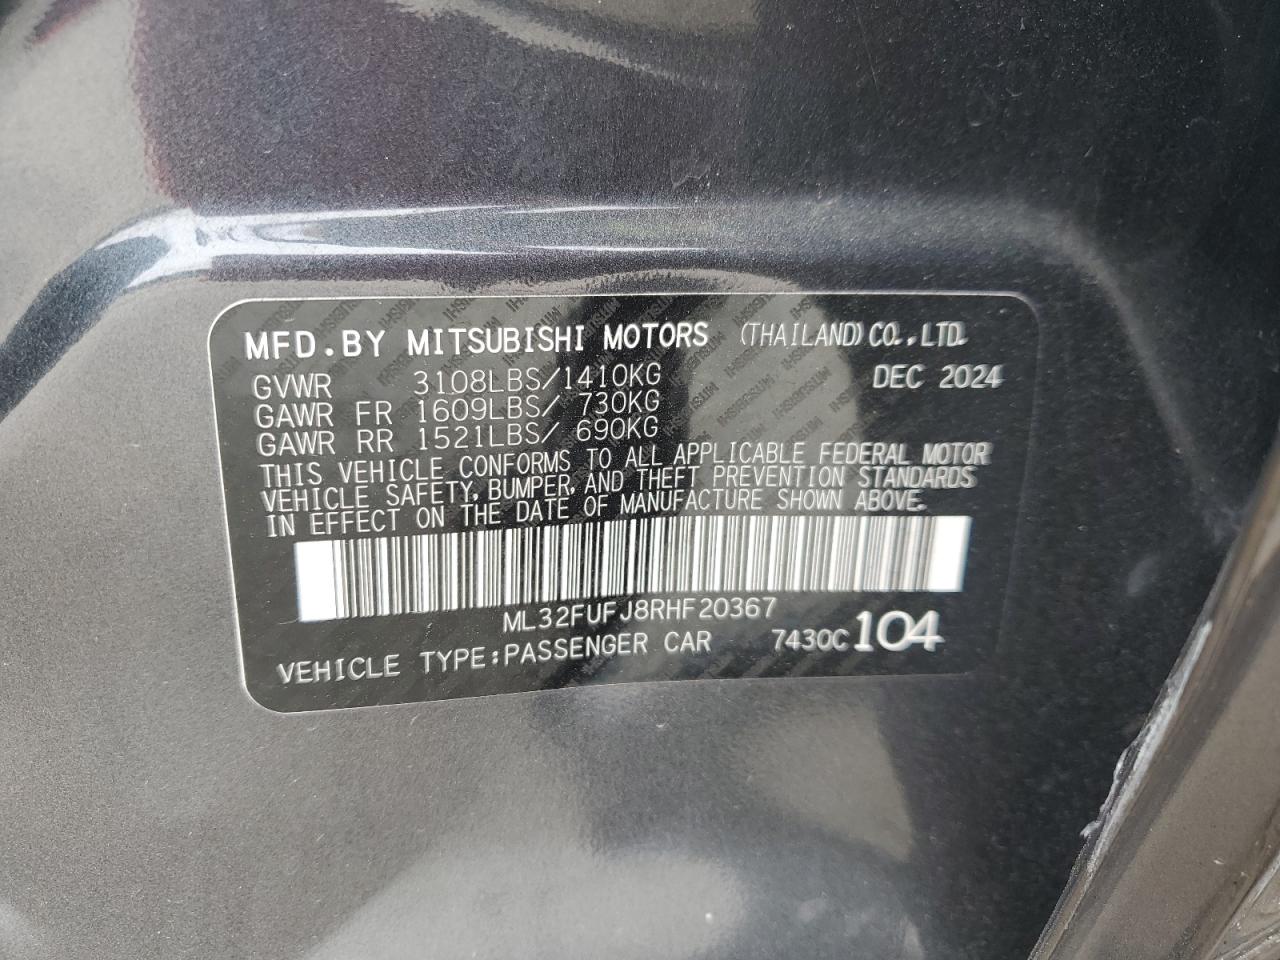 MFD.BY MITSUBISHI MOTORS (THAILAND) CO.,LTD.
GVWR 3108LBS/1410KG DEC 2024
GAWR FR 1609LBS/ 730KG
GAWR RR 1521LBS/ 690KG
THIS VEHICLE CONFORMS TO ALL APPLICABLE FEDERAL MOTOR
VEHICLE SAFETY, BUMPER, AND THEFT PREVENTION STANDARDS
IN EFFECT ON THE DATE OF MANUFACTURE SHOWN ABOVE.
ML32FUFJ8RHF20367
VEHICLE TYPE:PASSENGER CAR 7430C 104